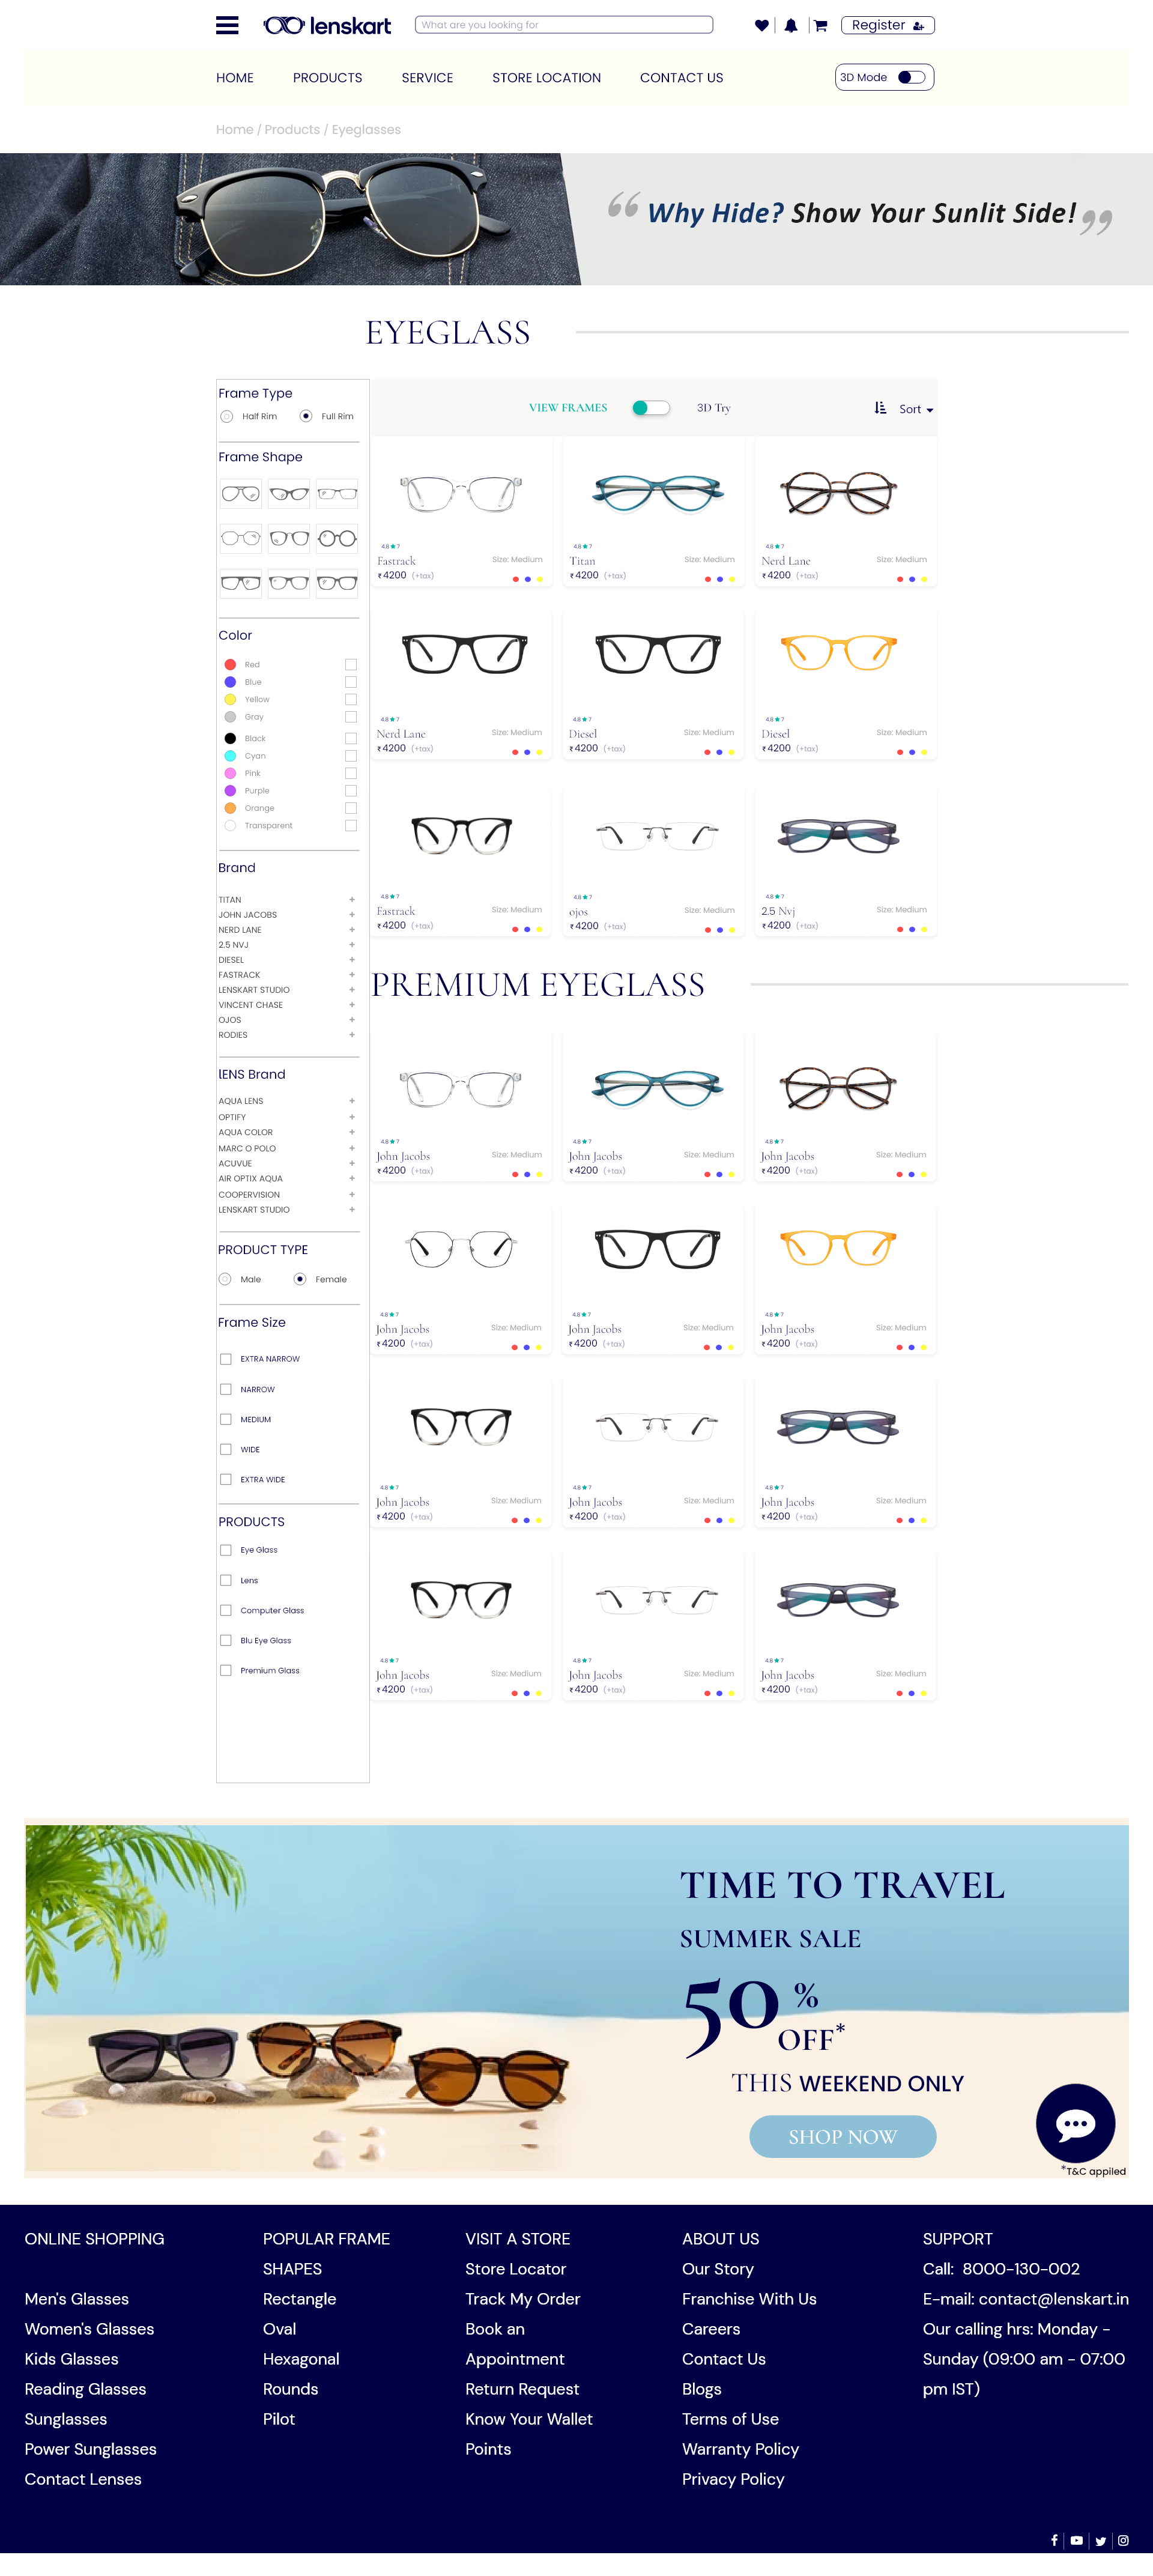 lenskart
What are you looking for
Register
HOME
PRODUCTS
SERVICE
STORE LOCATION
CONTACT US
3D Mode
Home / Products / Eyeglasses
“ Why Hide? Show Your Sunlit Side! ”
EYEGLASS
Frame Type
Half Rim
Full Rim
Frame Shape
Color
Red
Blue
Yellow
Gray
Black
Cyan
Pink
Purple
Orange
Transparent
Brand
TITAN +
JOHN JACOBS +
NERD LANE +
2.5 NVJ +
DIESEL +
FASTRACK +
LENSKART STUDIO +
VINCENT CHASE +
OJOS +
RODIES +
lENS Brand
AQUA LENS +
OPTIFY +
AQUA COLOR +
MARC O POLO +
ACUVUE +
AIR OPTIX AQUA +
COOPERVISION +
LENSKART STUDIO +
PRODUCT TYPE
Male
Female
Frame Size
EXTRA NARROW
NARROW
MEDIUM
WIDE
EXTRA WIDE
PRODUCTS
Eye Glass
Lens
Computer Glass
Blu Eye Glass
Premium Glass
VIEW FRAMES
3D Try
Sort
4.8 ★ 7
Fastrack
Size: Medium
₹ 4200 (+tax)
4.8 ★ 7
Titan
Size: Medium
₹ 4200 (+tax)
4.8 ★ 7
Nerd Lane
Size: Medium
₹ 4200 (+tax)
4.8 ★ 7
Nerd Lane
Size: Medium
₹ 4200 (+tax)
4.8 ★ 7
Diesel
Size: Medium
₹ 4200 (+tax)
4.8 ★ 7
Diesel
Size: Medium
₹ 4200 (+tax)
4.8 ★ 7
Fastrack
Size: Medium
₹ 4200 (+tax)
4.8 ★ 7
ojos
Size: Medium
₹ 4200 (+tax)
4.8 ★ 7
2.5 Nvj
Size: Medium
₹ 4200 (+tax)
PREMIUM EYEGLASS
4.8 ★ 7
John Jacobs
Size: Medium
₹ 4200 (+tax)
4.8 ★ 7
John Jacobs
Size: Medium
₹ 4200 (+tax)
4.8 ★ 7
John Jacobs
Size: Medium
₹ 4200 (+tax)
4.8 ★ 7
John Jacobs
Size: Medium
₹ 4200 (+tax)
4.8 ★ 7
John Jacobs
Size: Medium
₹ 4200 (+tax)
4.8 ★ 7
John Jacobs
Size: Medium
₹ 4200 (+tax)
4.8 ★ 7
John Jacobs
Size: Medium
₹ 4200 (+tax)
4.8 ★ 7
John Jacobs
Size: Medium
₹ 4200 (+tax)
4.8 ★ 7
John Jacobs
Size: Medium
₹ 4200 (+tax)
4.8 ★ 7
John Jacobs
Size: Medium
₹ 4200 (+tax)
4.8 ★ 7
John Jacobs
Size: Medium
₹ 4200 (+tax)
4.8 ★ 7
John Jacobs
Size: Medium
₹ 4200 (+tax)
TIME TO TRAVEL
SUMMER SALE
50 %
OFF*
THIS WEEKEND ONLY
SHOP NOW
*T&C appiled
ONLINE SHOPPING
Men's Glasses
Women's Glasses
Kids Glasses
Reading Glasses
Sunglasses
Power Sunglasses
Contact Lenses
POPULAR FRAME
SHAPES
Rectangle
Oval
Hexagonal
Rounds
Pilot
VISIT A STORE
Store Locator
Track My Order
Book an
Appointment
Return Request
Know Your Wallet
Points
ABOUT US
Our Story
Franchise With Us
Careers
Contact Us
Blogs
Terms of Use
Warranty Policy
Privacy Policy
SUPPORT
Call: 8000-130-002
E-mail: contact@lenskart.in
Our calling hrs: Monday -
Sunday (09:00 am - 07:00
pm IST)